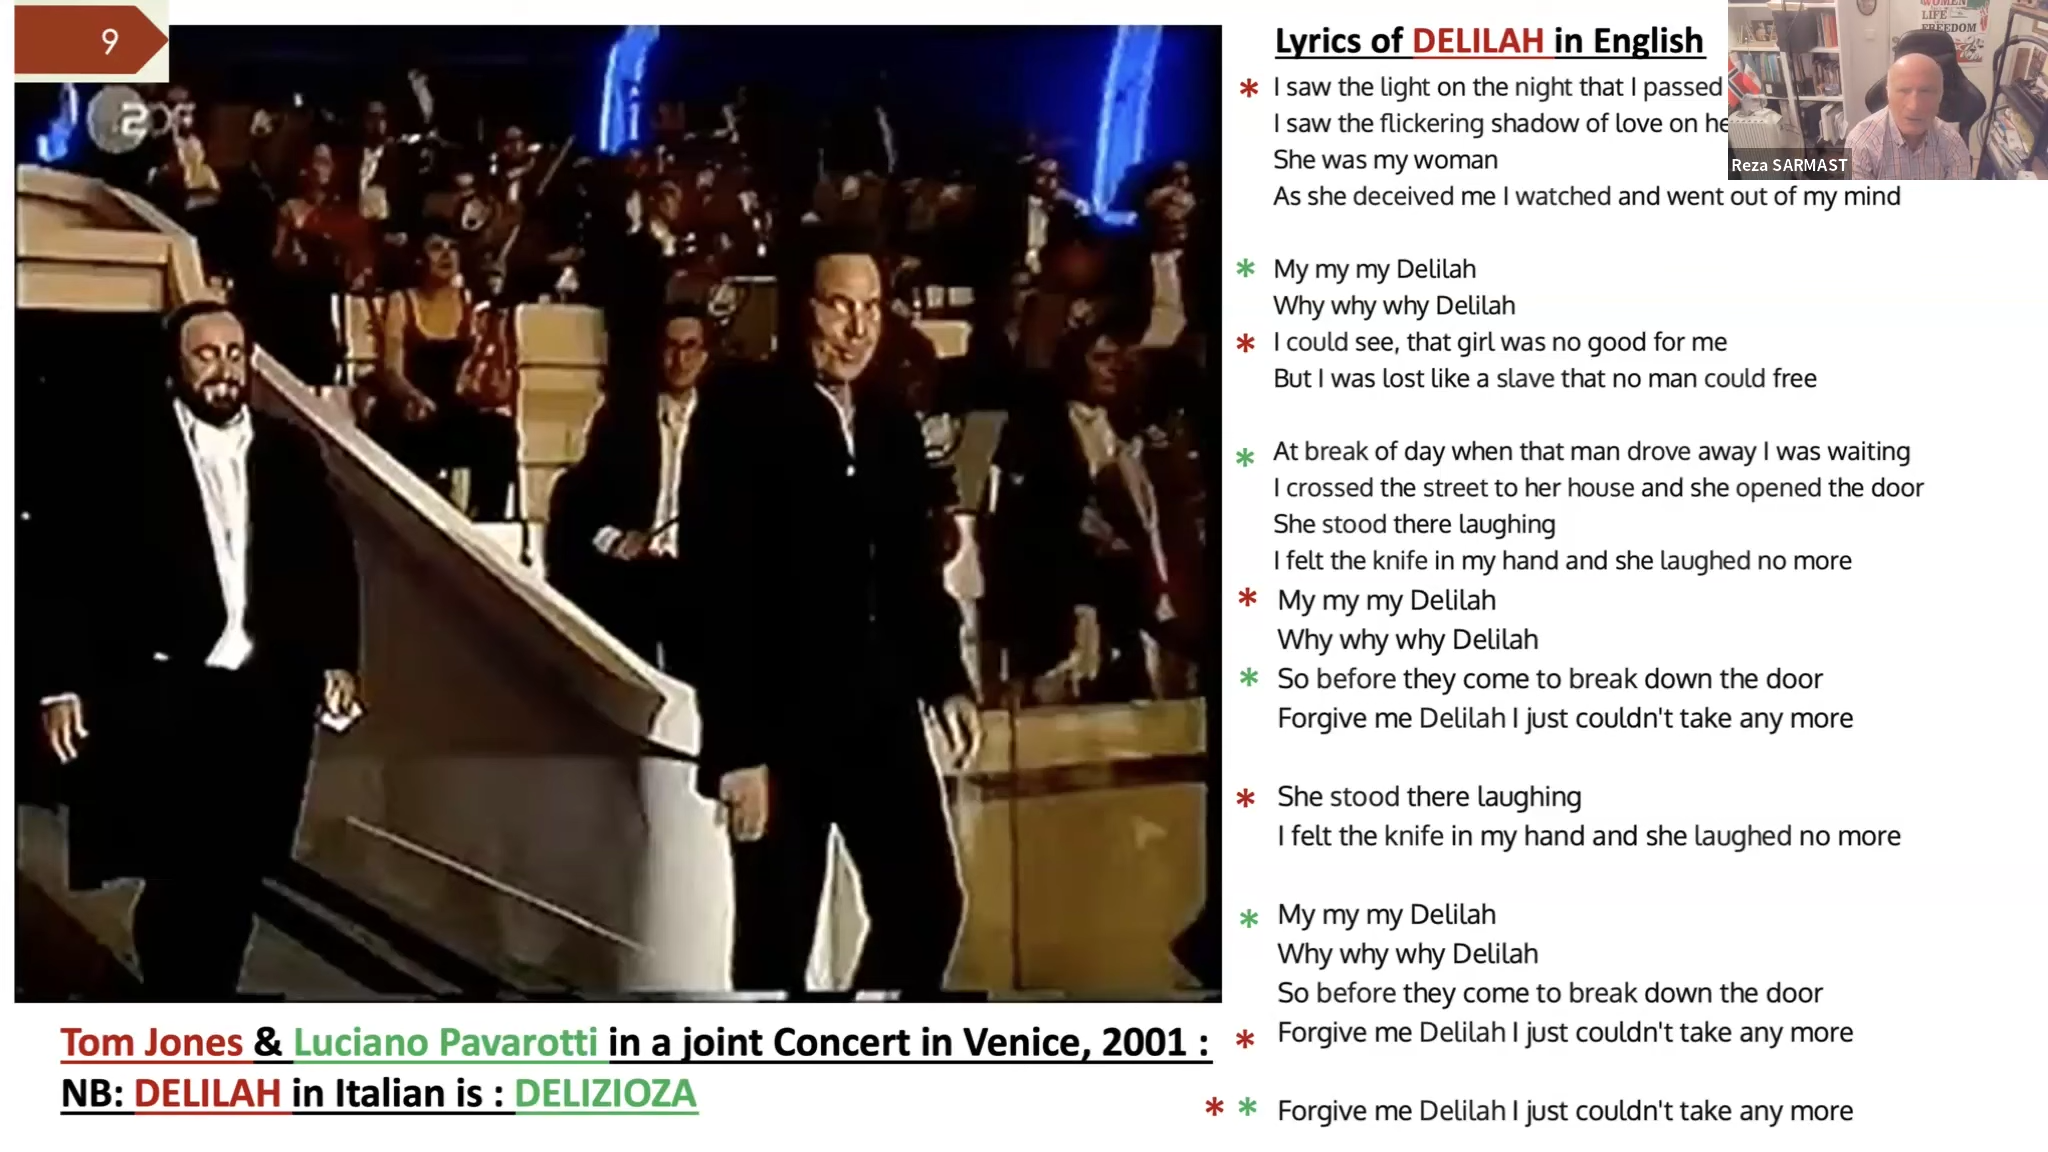 9
ZDF
Lyrics of DELILAH in English
* I saw the light on the night that I passed
I saw the flickering shadow of love on he
She was my woman
As she deceived me I watched and went out of my mind
* My my my Delilah
Why why why Delilah
* I could see, that girl was no good for me
But I was lost like a slave that no man could free
* At break of day when that man drove away I was waiting
I crossed the street to her house and she opened the door
She stood there laughing
I felt the knife in my hand and she laughed no more
* My my my Delilah
Why why why Delilah
* So before they come to break down the door
Forgive me Delilah I just couldn't take any more
* She stood there laughing
I felt the knife in my hand and she laughed no more
* My my my Delilah
Why why why Delilah
So before they come to break down the door
* Forgive me Delilah I just couldn't take any more
* * Forgive me Delilah I just couldn't take any more
Tom Jones & Luciano Pavarotti in a joint Concert in Venice, 2001 :
NB: DELILAH in Italian is : DELIZIOZA
WOMEN
LIFE
FREEDOM
Reza SARMAST